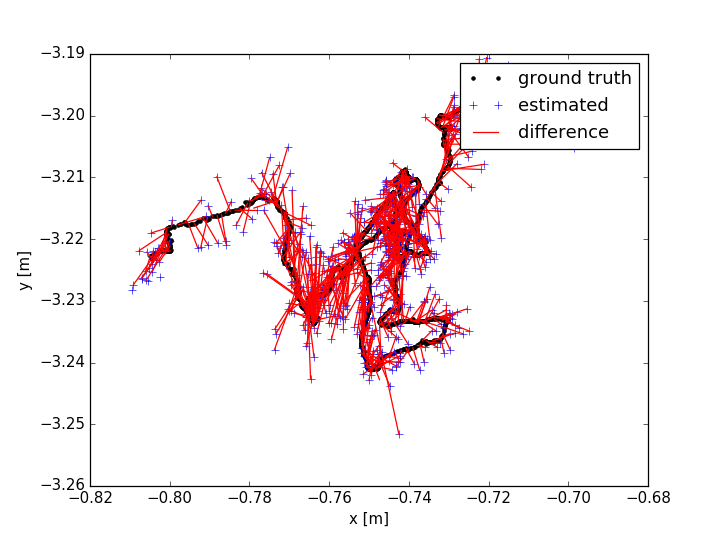 −3.19
−3.20
−3.21
−3.22
−3.23
−3.24
−3.25
−3.26
y [m]
ground truth
estimated
difference
−0.82 −0.80 −0.78 −0.76 −0.74 −0.72 −0.70 −0.68
x [m]